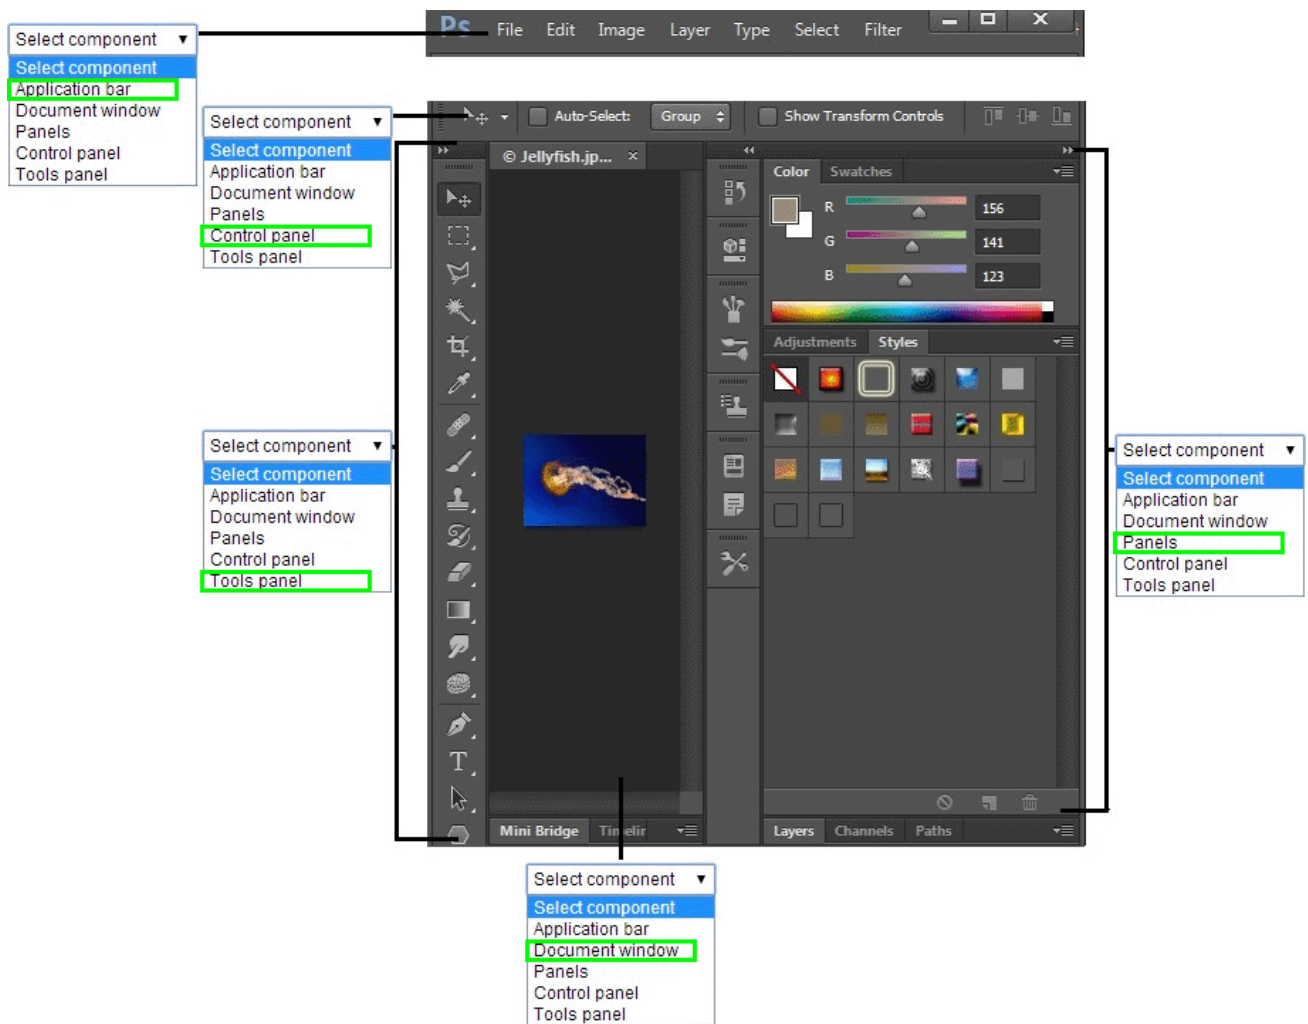 Ps File Edit Image Layer Type Select Filter
Select component
Select component
Application bar
Document window
Panels
Control panel
Tools panel
Select component
Select component
Application bar
Document window
Panels
Control panel
Tools panel
Auto-Select: Group Show Transform Controls
© Jellyfish.jp... ×
Color Swatches
R 156
G 141
B 123
Adjustments Styles
Select component
Select component
Application bar
Document window
Panels
Control panel
Tools panel
Select component
Select component
Application bar
Document window
Panels
Control panel
Tools panel
T
Mini Bridge Timelir
Layers Channels Paths
Select component
Select component
Application bar
Document window
Panels
Control panel
Tools panel